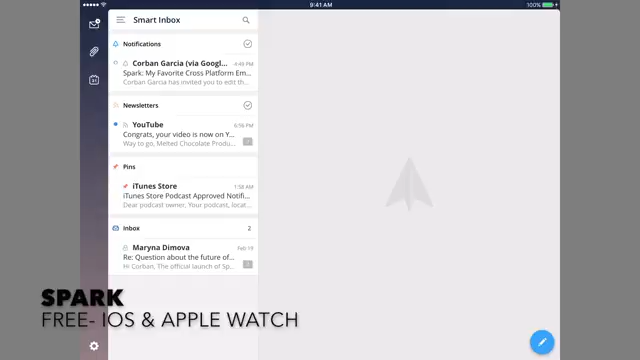 9:41 AM
100%
Smart Inbox
Notifications
Corban Garcia (via Googl...
4:49 PM
Spark: My Favorite Cross Platform Em...
Corban Garcia has invited you to edit the
Newsletters
YouTube
6:56 PM
Congrats, your video is now on Y...
Way to go, Melted Chocolate Produc...
Pins
iTunes Store
1:58 AM
iTunes Store Podcast Approved Notifi...
Dear podcast owner, Your podcast, locat...
Inbox
2
Maryna Dimova
Feb 19
Re: Question about the future of...
Hi Corban, The official launch of Sp...
SPARK
FREE- IOS & APPLE WATCH